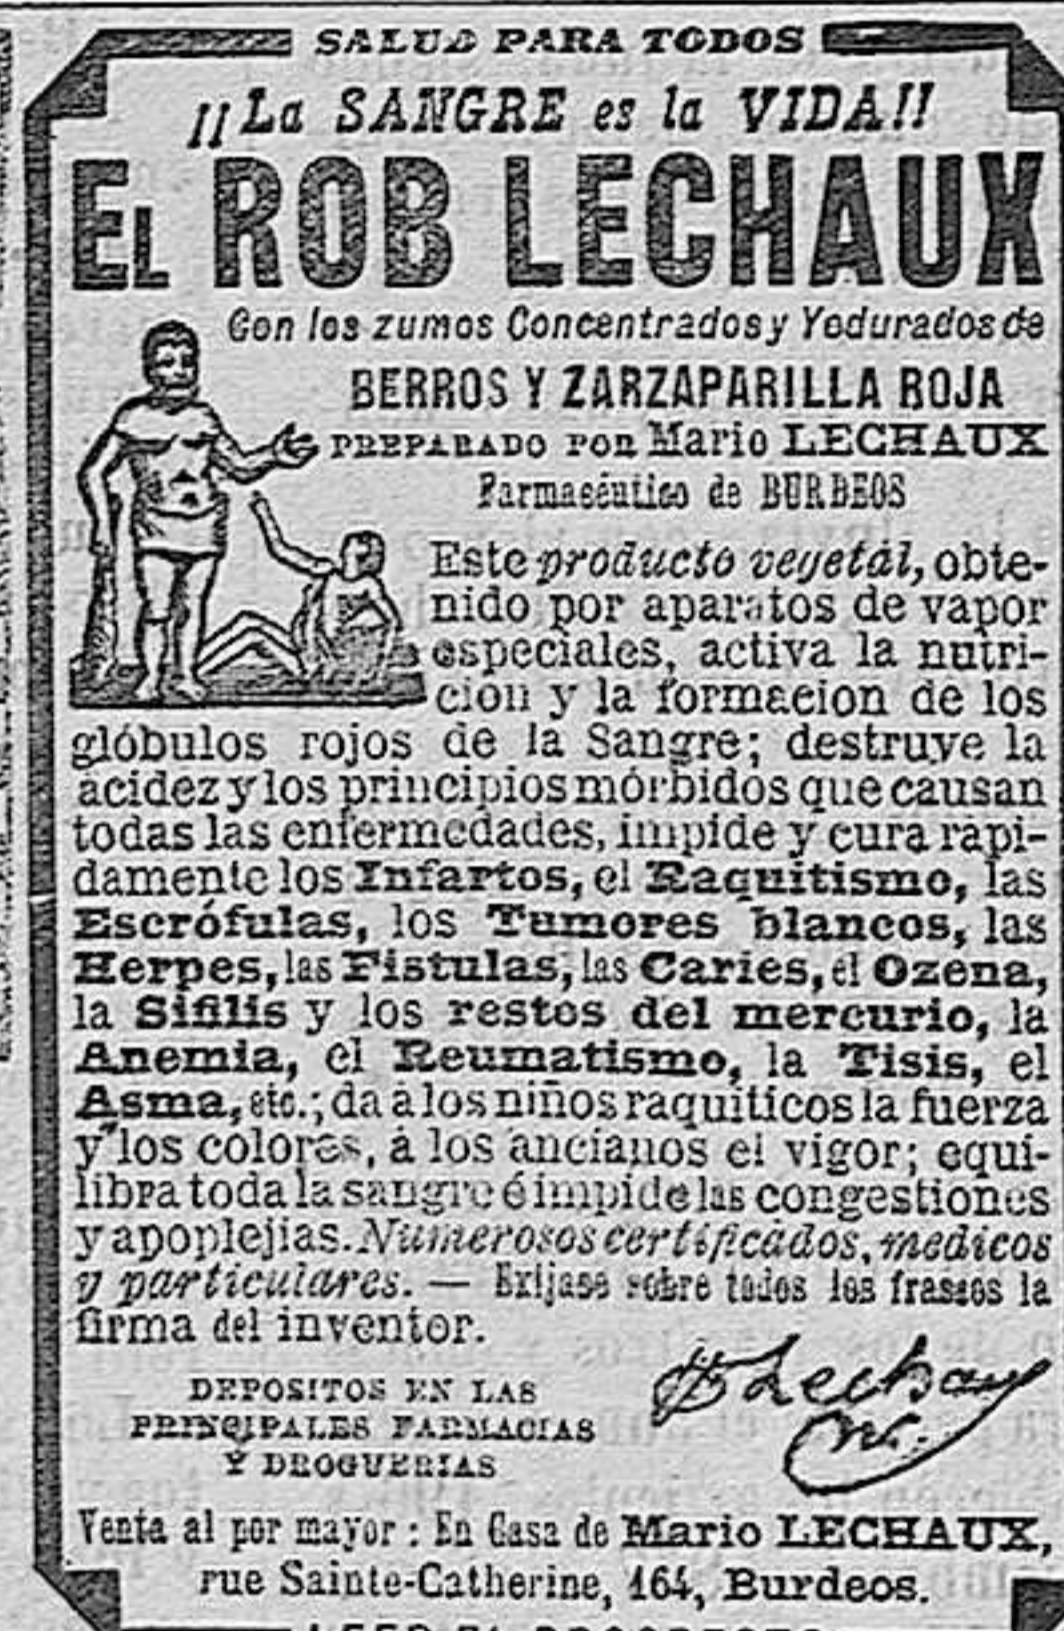 SALUD PARA TODOS
¡¡La SANGRE es la VIDA!!
EL ROB LECHAUX
Con los zumos Concentrados y Yodurados de
BERROS Y ZARZAPARILLA ROJA
PREPARADO POR Mario LECHAUX
Farmaséutico de BURDEOS
Este producto vegetál, obte-
nido por aparatos de vapor
especiales, activa la nutri-
cion y la formacion de los
glóbulos rojos de la Sangre; destruye la
acidez y los principios mórbidos que causan
todas las enfermedades, impide y cura rapi-
damente los Infartos, el Raquitismo, las
Escrófulas, los Tumores blancos, las
Herpes, las Fistulas, las Caries, el Ozena,
la Sifilis y los restos del mercurio, la
Anemia, el Reumatismo, la Tisis, el
Asma, etc.; da á los niños raquiticos la fuerza
y los colores, á los ancianos el vigor; equi-
libra toda la sangre é impide las congestiones
y apoplejias. Numerosos certificádos, medicos
y particulares. — Exijase sobre todos los frascos la
firma del inventor.
Lechaux
DEPOSITOS EN LAS
PRINCIPALES FARMACIAS
Y DROGUERIAS
Venta al por mayor : En Casa de Mario LECHAUX,
rue Sainte-Catherine, 164, Burdeos.